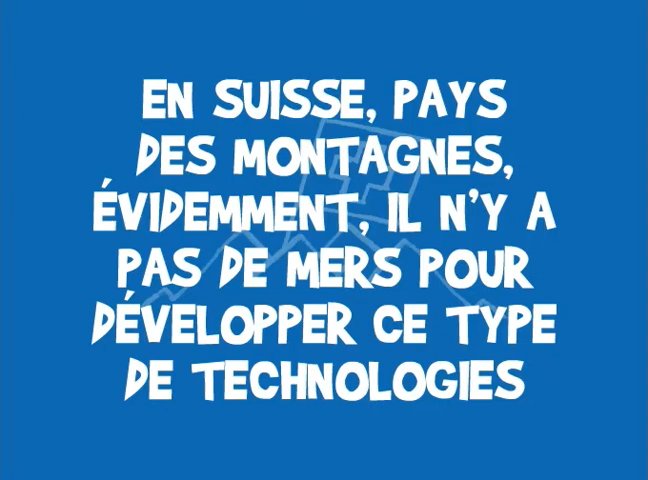 EN SUISSE, PAYS
DES MONTAGNES,
ÉVIDEMMENT, IL N'Y A
PAS DE MERS POUR
DÉVELOPPER CE TYPE
DE TECHNOLOGIES